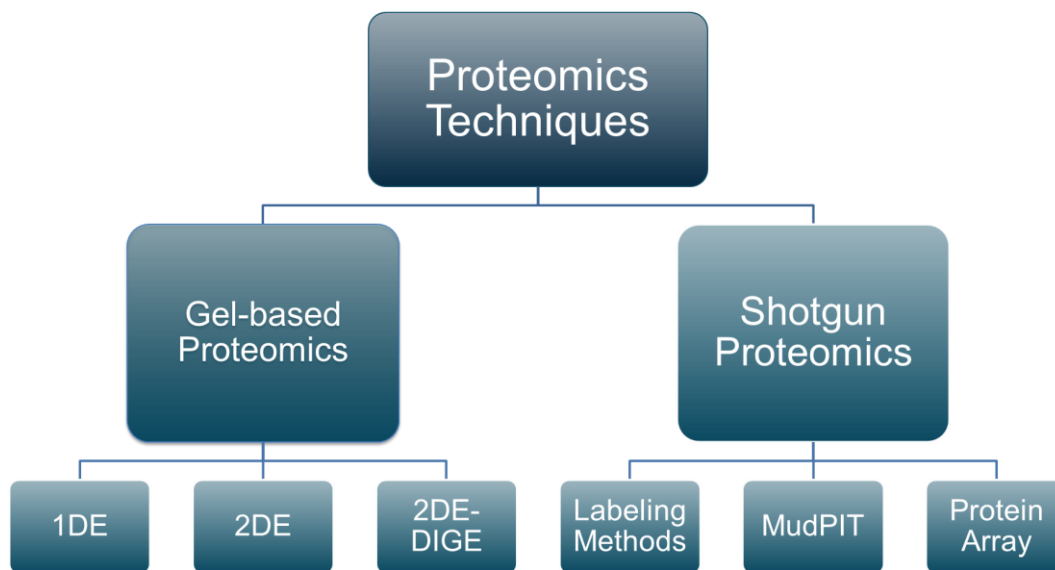 Proteomics
Techniques
Gel-based
Proteomics
Shotgun
Proteomics
1DE
2DE
2DE-
DIGE
Labeling
Methods
MudPIT
Protein
Array